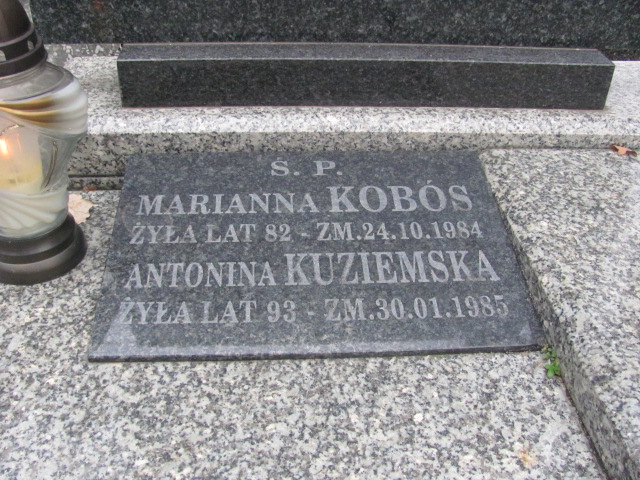 Ś. P.
MARIANNA KOBÓS
ŻYŁA LAT 82 - ZM.24.10.1984
ANTONINA KUZIEMSKA
ŻYŁA LAT 93 - ZM.30.01.1985